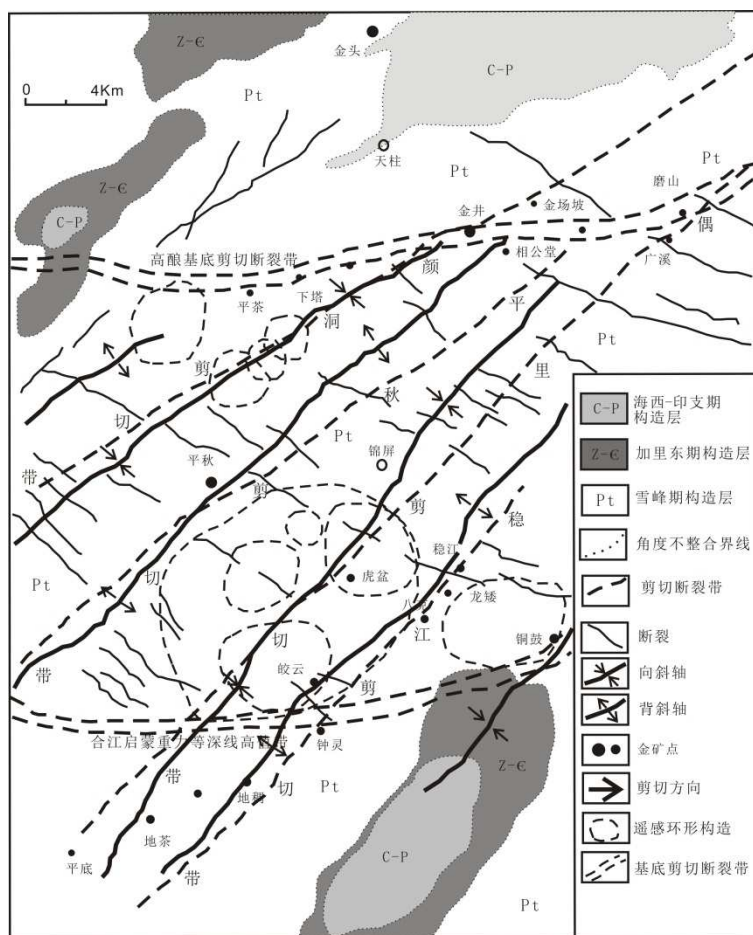 Z-Є
金头
C-P
0 4Km
Pt
天柱
Pt
Z-Є
Pt
磨山
金场坡
C-P
金井
偶
高酿基底剪切断裂带
颜
相公堂
广溪
平茶
下塔
洞
平
Pt
剪
里
切
秋
Pt
锦屏
带
平秋
剪
剪
稳
稳江
Pt
切
虎盆
龙矮
八
江
铜鼓
切
带
皎云
剪
合江启蒙重力等深线高
带
钟灵
带
切
Pt
Z-Є
地
地茶
平底
C-P
带
Pt
C-P
海西-印支期
构造层
Z-Є
加里东期构造层
Pt
雪峰期构造层
角度不整合界线
剪切断裂带
断裂
向斜轴
背斜轴
金矿点
剪切方向
遥感环形构造
基底剪切断裂带